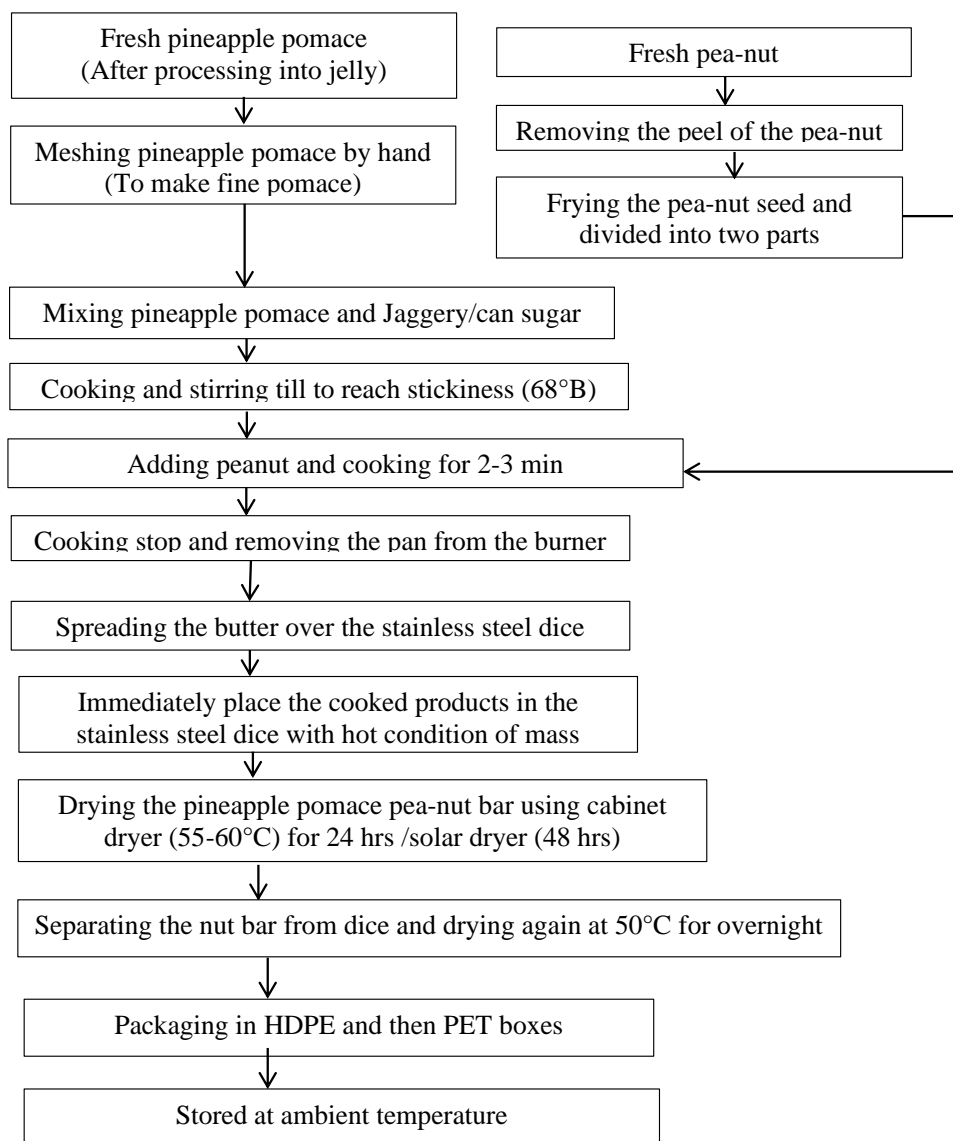 Fresh pineapple pomace
(After processing into jelly)
Meshing pineapple pomace by hand
(To make fine pomace)
Fresh pea-nut
Removing the peel of the pea-nut
Frying the pea-nut seed and
divided into two parts
Mixing pineapple pomace and Jaggery/can sugar
Cooking and stirring till to reach stickiness (68°B)
Adding peanut and cooking for 2-3 min
Cooking stop and removing the pan from the burner
Spreading the butter over the stainless steel dice
Immediately place the cooked products in the
stainless steel dice with hot condition of mass
Drying the pineapple pomace pea-nut bar using cabinet
dryer (55-60°C) for 24 hrs /solar dryer (48 hrs)
Separating the nut bar from dice and drying again at 50°C for overnight
Packaging in HDPE and then PET boxes
Stored at ambient temperature